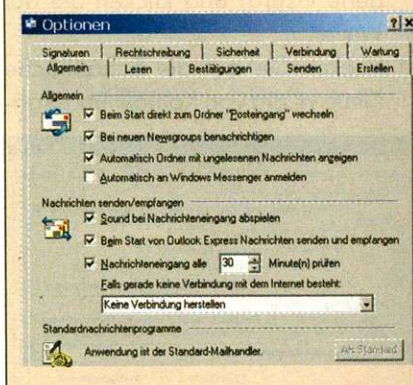 Optionen
Signaturen Rechtschreibung Sicherheit Verbindung Wartung
Allgemein Lesen Bestätigungen Senden Erstellen
Allgemein
Beim Start direkt zum Ordner "Posteingang" wechseln
Bei neuen Newsgroups benachrichtigen
Automatisch Ordner mit ungelesenen Nachrichten anzeigen
Automatisch an Windows Messenger anmelden
Nachrichten senden/empfangen
Sound bei Nachrichteneingang abspielen
Beim Start von Outlook Express Nachrichten senden und empfangen
Nachrichteneingang alle 30 Minute(n) prüfen
Falls gerade keine Verbindung mit dem Internet besteht:
Keine Verbindung herstellen
Standardnachrichtenprogramme
Anwendung ist der Standard-Mailhandler. Als Standard